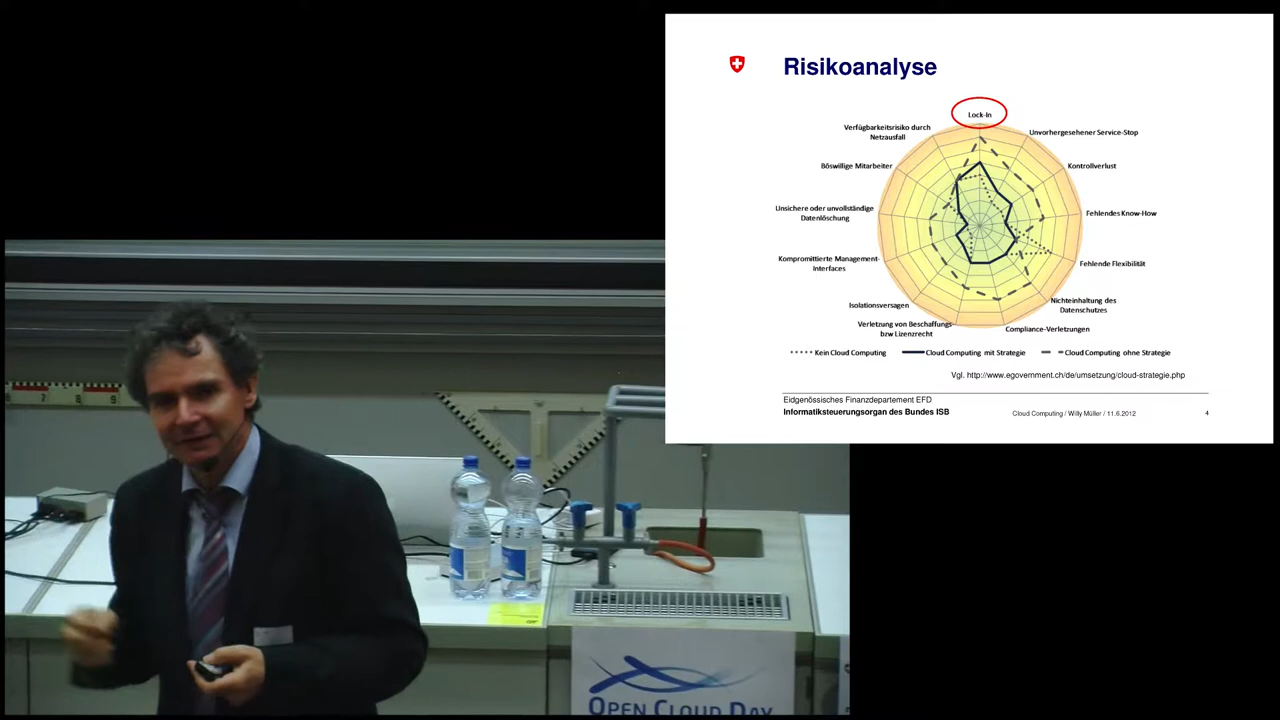 Risikoanalyse
Lock-In
Verfügbarkeitsrisiko durch
Netzausfall
Unvorhergesehener Service-Stop
Böswillige Mitarbeiter
Kontrollverlust
Unsichere oder unvollständige
Datenlöschung
Fehlendes Know-How
Kompromittierte Management-
Interfaces
Fehlende Flexibilität
Isolationsversagen
Nichteinhaltung des
Datenschutzes
Verletzung von Beschaffungs-
bzw Lizenzrecht
Compliance-Verletzungen
Kein Cloud Computing
Cloud Computing mit Strategie
Cloud Computing ohne Strategie
Vgl. http://www.egovernment.ch/de/umsetzung/cloud-strategie.php
Eidgenössisches Finanzdepartement EFD
Informatiksteuerungsorgan des Bundes ISB
Cloud Computing / Willy Müller / 11.6.2012
4
7 8 9
OPEN CLOUD DAY